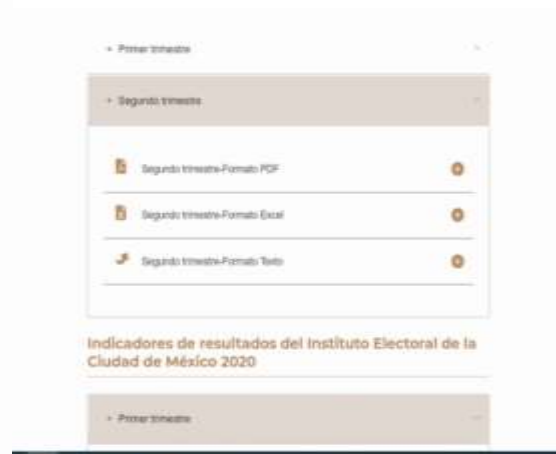 Primer trimestre
Segundo trimestre
Segundo trimestre-Formato PDF
Segundo trimestre-Formato Excel
Segundo trimestre-Formato Texto
Indicadores de resultados del Instituto Electoral de la
Ciudad de México 2020
Primer trimestre